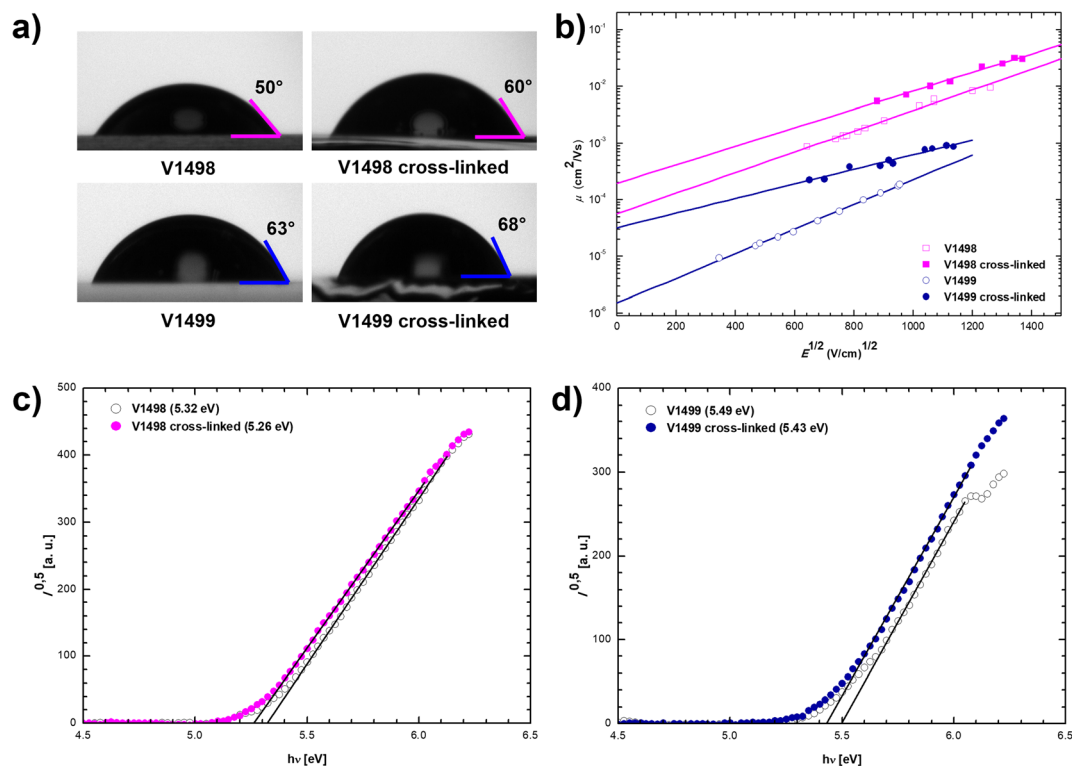 a)
50°
60°
V1498
V1498 cross-linked
63°
68°
V1499
V1499 cross-linked
b)
10⁻¹
10⁻²
10⁻³
10⁻⁴
10⁻⁵
10⁻⁶
μ (cm²/Vs)
V1498
V1498 cross-linked
V1499
V1499 cross-linked
0 200 400 600 800 1000 1200 1400
E^1/2 (V/cm)^1/2
c)
500
400
300
200
100
0
I^0,5 [a. u.]
V1498 (5.32 eV)
V1498 cross-linked (5.26 eV)
4.5 5.0 5.5 6.0 6.5
hν [eV]
d)
400
300
200
100
0
I^0,5 [a. u.]
V1499 (5.49 eV)
V1499 cross-linked (5.43 eV)
4.5 5.0 5.5 6.0 6.5
hν [eV]